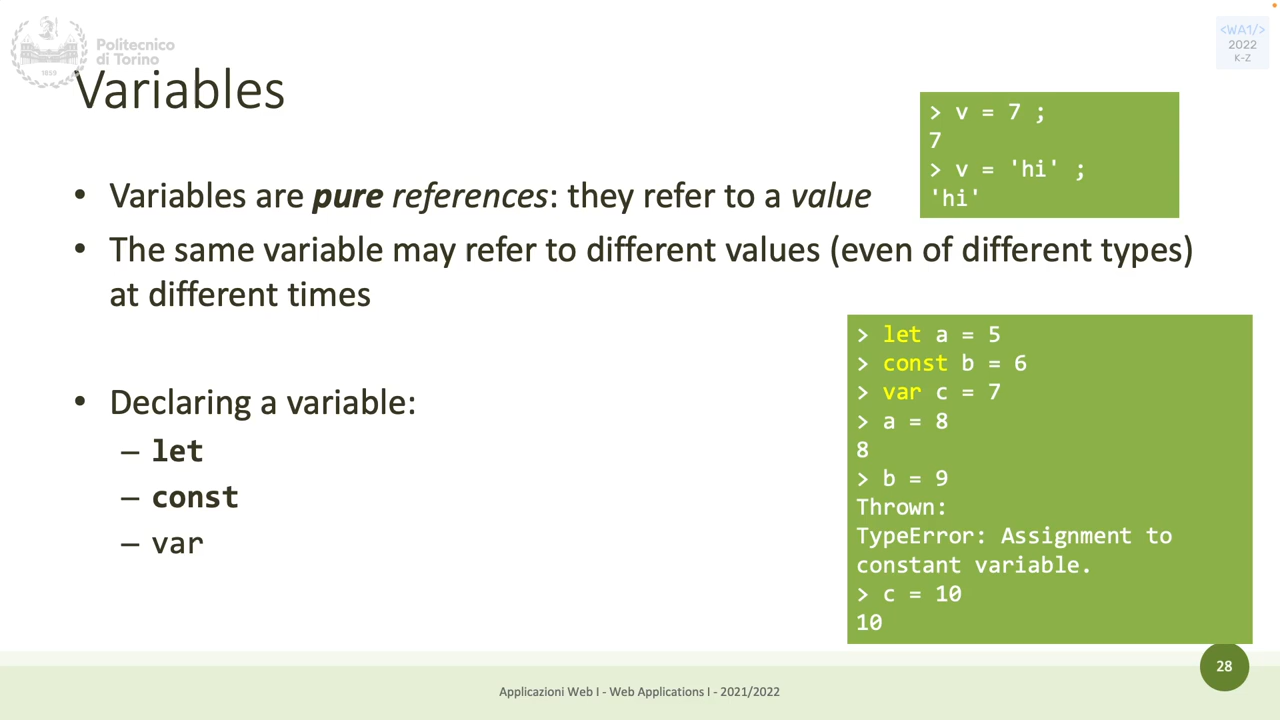 Politecnico
di Torino
1859
<WA1/>
2022
K-Z
Variables
> v = 7 ;
7
> v = 'hi' ;
'hi'
• Variables are pure references: they refer to a value
• The same variable may refer to different values (even of different types)
at different times
• Declaring a variable:
– let
– const
– var
> let a = 5
> const b = 6
> var c = 7
> a = 8
8
> b = 9
Thrown:
TypeError: Assignment to
constant variable.
> c = 10
10
28
Applicazioni Web I - Web Applications I - 2021/2022